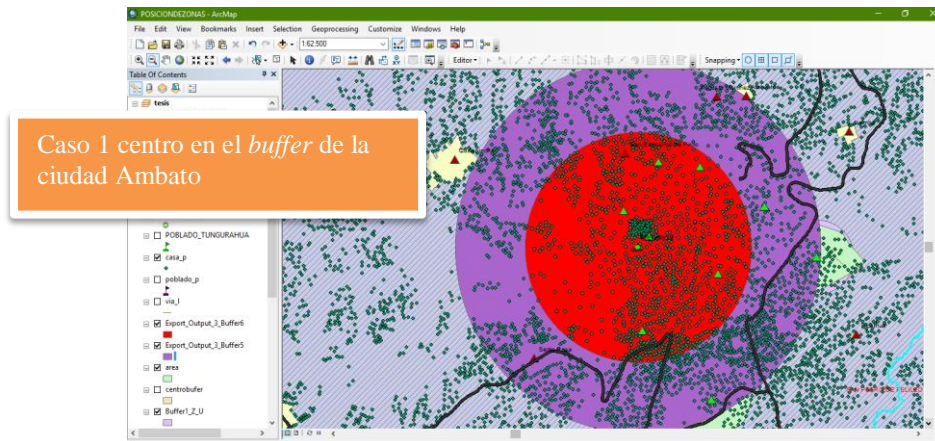 POSICIONDEZONAS - ArcMap
File Edit View Bookmarks Insert Selection Geoprocessing Customize Windows Help
1:62.500
Editor
Snapping
Table Of Contents
tesis
Caso 1 centro en el buffer de la
ciudad Ambato
POBLADO_TUNGURAHUA
casa_p
poblado_p
via_l
Export_Output_3_Buffer6
Export_Output_3_Buffer5
area
centrobufer
Buffer1_Z_U